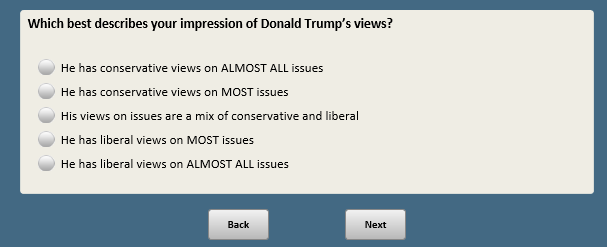 Which best describes your impression of Donald Trump's views?
He has conservative views on ALMOST ALL issues
He has conservative views on MOST issues
His views on issues are a mix of conservative and liberal
He has liberal views on MOST issues
He has liberal views on ALMOST ALL issues
Back Next